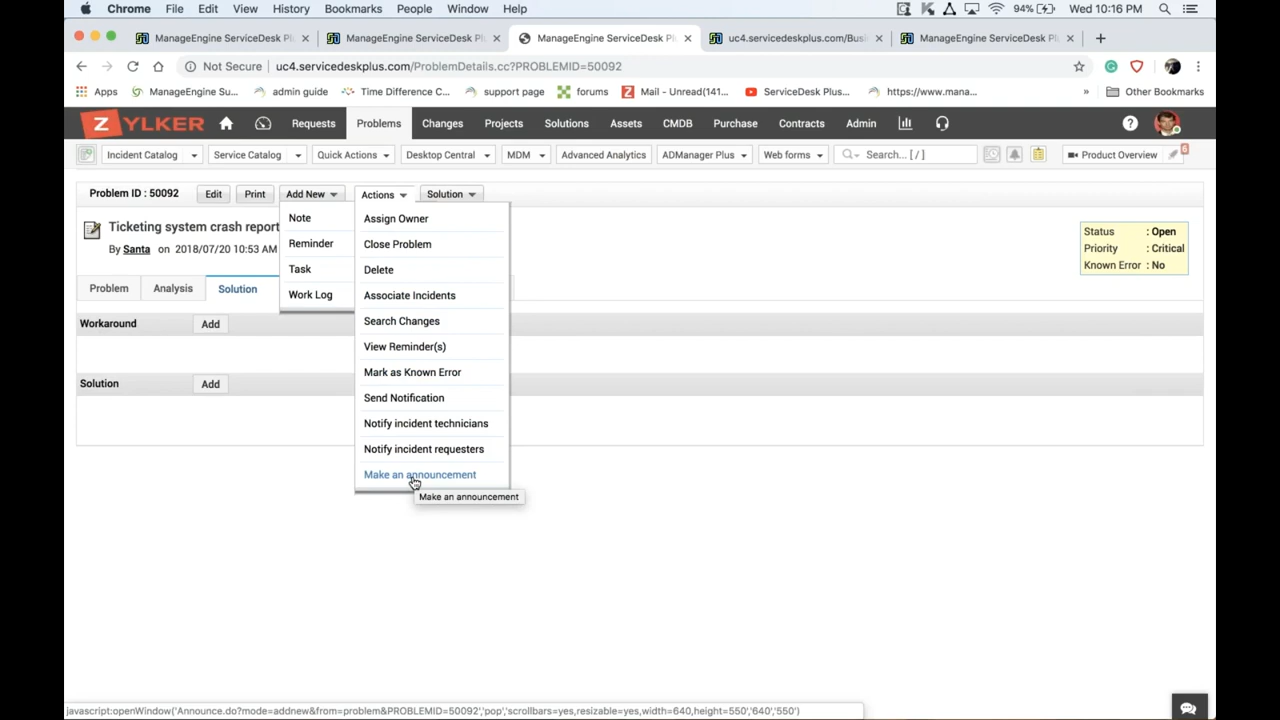 Chrome File Edit View History Bookmarks People Window Help 94% Wed 10:16 PM
ManageEngine ServiceDesk Pl × ManageEngine ServiceDesk Pl × ManageEngine ServiceDesk Pl × uc4.servicedeskplus.com/Busi × ManageEngine ServiceDesk Pl × +
Not Secure uc4.servicedeskplus.com/ProblemDetails.cc?PROBLEMID=50092
Apps ManageEngine Su... admin guide Time Difference C... support page forums Mail - Unread(141... ServiceDesk Plus... https://www.mana... » Other Bookmarks
ZYLKER Requests Problems Changes Projects Solutions Assets CMDB Purchase Contracts Admin ?
Incident Catalog Service Catalog Quick Actions Desktop Central MDM Advanced Analytics ADManager Plus Web forms Search... [ / ] Product Overview 6
Problem ID : 50092 Edit Print Add New Actions Solution
Ticketing system crash report
By Santa on 2018/07/20 10:53 AM
Status : Open
Priority : Critical
Known Error : No
Note
Reminder
Task
Work Log
Assign Owner
Close Problem
Delete
Associate Incidents
Search Changes
View Reminder(s)
Mark as Known Error
Send Notification
Notify incident technicians
Notify incident requesters
Make an announcement
Make an announcement
Problem Analysis Solution
Workaround Add
Solution Add
javascript:openWindow('Announce.do?mode=addnew&from=problem&PROBLEMID=50092','pop','scrollbars=yes,resizable=yes,width=640,height=550','640','550')